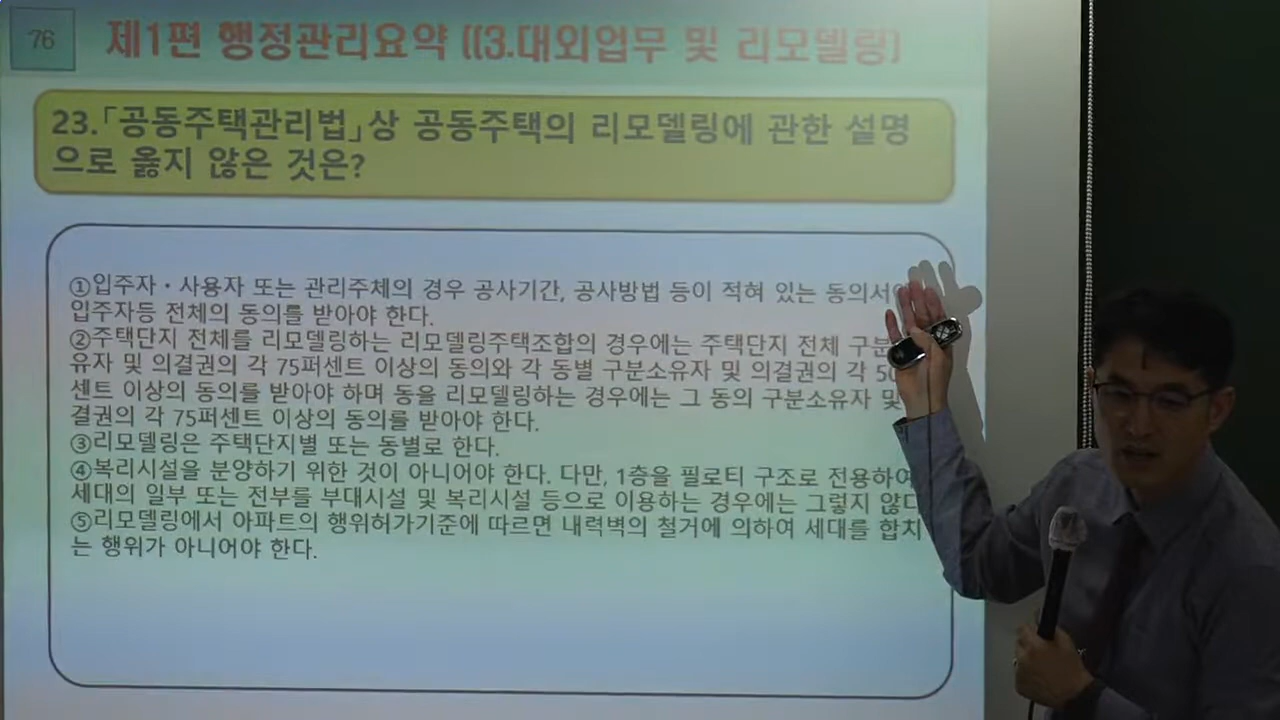 76
제1편 행정관리요약 ((3.대외업무 및 리모델링)
23.「공동주택관리법」상 공동주택의 리모델링에 관한 설명
으로 옳지 않은 것은?
①입주자・사용자 또는 관리주체의 경우 공사기간, 공사방법 등이 적혀 있는 동의서
입주자등 전체의 동의를 받아야 한다.
②주택단지 전체를 리모델링하는 리모델링주택조합의 경우에는 주택단지 전체 구분
유자 및 의결권의 각 75퍼센트 이상의 동의와 각 동별 구분소유자 및 의결권의 각
센트 이상의 동의를 받아야 하며 동을 리모델링하는 경우에는 그 동의 구분소유자 및
결권의 각 75퍼센트 이상의 동의를 받아야 한다.
③리모델링은 주택단지별 또는 동별로 한다.
④복리시설을 분양하기 위한 것이 아니어야 한다. 다만, 1층을 필로티 구조로 전용하여
세대의 일부 또는 전부를 부대시설 및 복리시설 등으로 이용하는 경우에는 그렇지 않다
⑤리모델링에서 아파트의 행위허가기준에 따르면 내력벽의 철거에 의하여 세대를 합치
는 행위가 아니어야 한다.